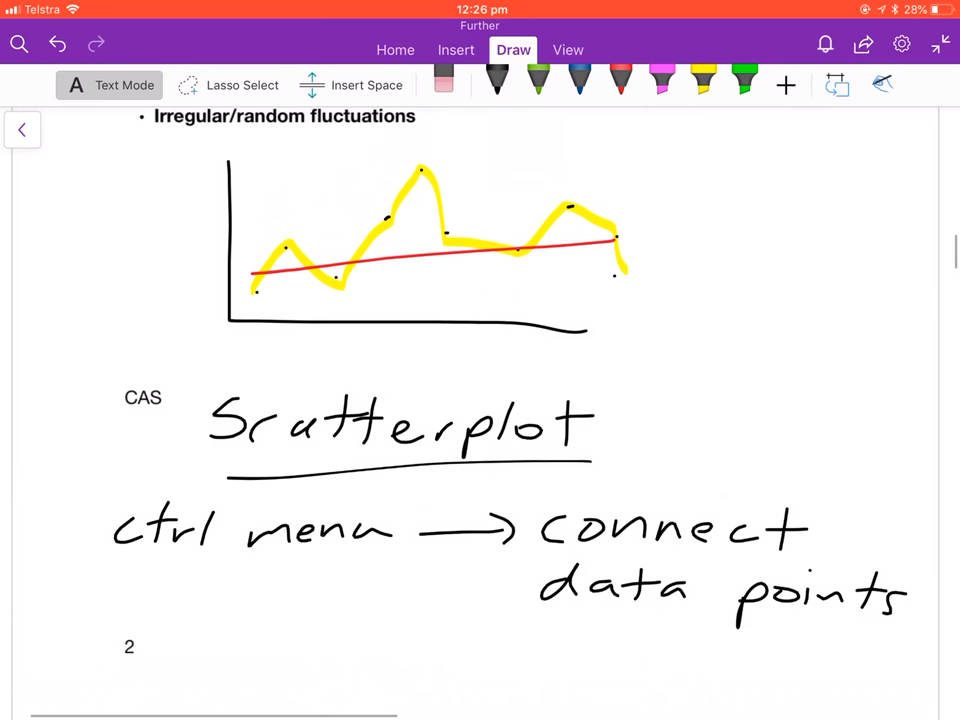 Telstra 12:26 pm 28%
Further
Home Insert Draw View
A Text Mode Lasso Select Insert Space
• Irregular/random fluctuations
CAS
Scatterplot
ctrl menu → connect
data points
2